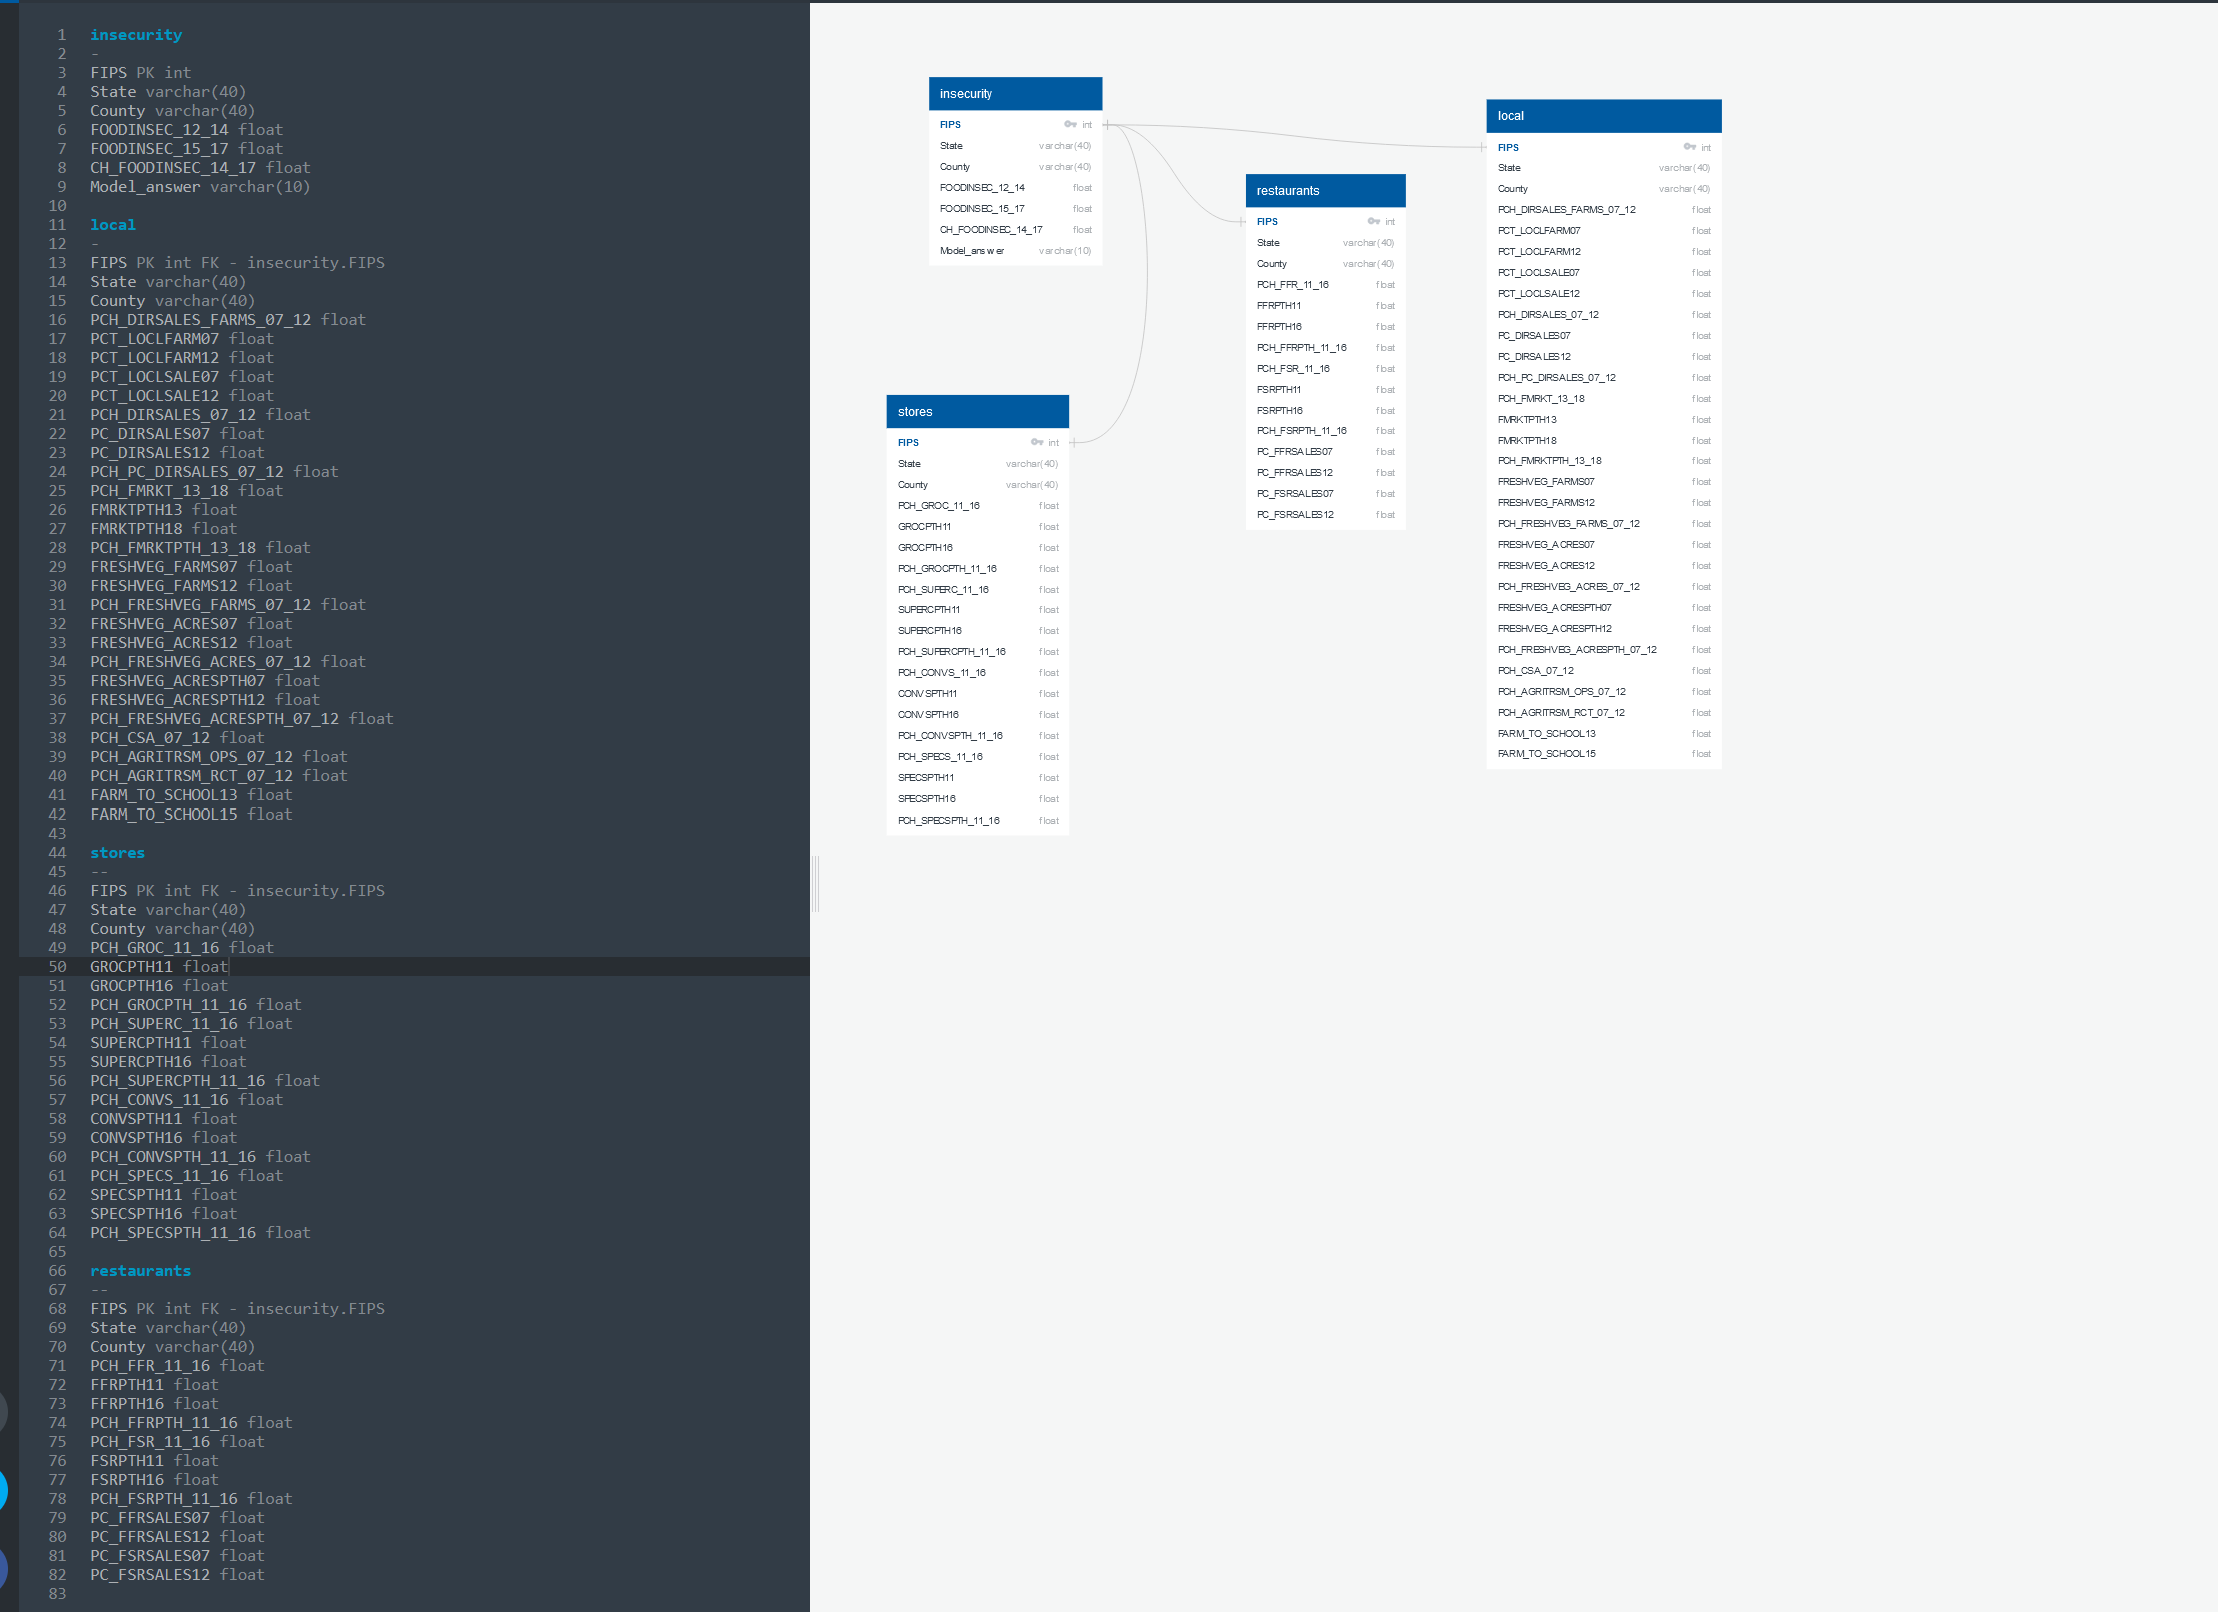 1 insecurity
2 -
3 FIPS PK int
4 State varchar(40)
5 County varchar(40)
6 FOODINSEC_12_14 float
7 FOODINSEC_15_17 float
8 CH_FOODINSEC_14_17 float
9 Model_answer varchar(10)
10
11 local
12 -
13 FIPS PK int FK - insecurity.FIPS
14 State varchar(40)
15 County varchar(40)
16 PCH_DIRSALES_FARMS_07_12 float
17 PCT_LOCLFARM07 float
18 PCT_LOCLFARM12 float
19 PCT_LOCLSALE07 float
20 PCT_LOCLSALE12 float
21 PCH_DIRSALES_07_12 float
22 PC_DIRSALES07 float
23 PC_DIRSALES12 float
24 PCH_PC_DIRSALES_07_12 float
25 PCH_FMRKT_13_18 float
26 FMRKTPTH13 float
27 FMRKTPTH18 float
28 PCH_FMRKTPTH_13_18 float
29 FRESHVEG_FARMS07 float
30 FRESHVEG_FARMS12 float
31 PCH_FRESHVEG_FARMS_07_12 float
32 FRESHVEG_ACRES07 float
33 FRESHVEG_ACRES12 float
34 PCH_FRESHVEG_ACRES_07_12 float
35 FRESHVEG_ACRESPTH07 float
36 FRESHVEG_ACRESPTH12 float
37 PCH_FRESHVEG_ACRESPTH_07_12 float
38 PCH_CSA_07_12 float
39 PCH_AGRITRSM_OPS_07_12 float
40 PCH_AGRITRSM_RCT_07_12 float
41 FARM_TO_SCHOOL13 float
42 FARM_TO_SCHOOL15 float
43
44 stores
45 --
46 FIPS PK int FK - insecurity.FIPS
47 State varchar(40)
48 County varchar(40)
49 PCH_GROC_11_16 float
50 GROCPTH11 float
51 GROCPTH16 float
52 PCH_GROCPTH_11_16 float
53 PCH_SUPERC_11_16 float
54 SUPERCPTH11 float
55 SUPERCPTH16 float
56 PCH_SUPERCPTH_11_16 float
57 PCH_CONVS_11_16 float
58 CONVSPTH11 float
59 CONVSPTH16 float
60 PCH_CONVSPTH_11_16 float
61 PCH_SPECS_11_16 float
62 SPECSPTH11 float
63 SPECSPTH16 float
64 PCH_SPECSPTH_11_16 float
65
66 restaurants
67 --
68 FIPS PK int FK - insecurity.FIPS
69 State varchar(40)
70 County varchar(40)
71 PCH_FFR_11_16 float
72 FFRPTH11 float
73 FFRPTH16 float
74 PCH_FFRPTH_11_16 float
75 PCH_FSR_11_16 float
76 FSRPTH11 float
77 FSRPTH16 float
78 PCH_FSRPTH_11_16 float
79 PC_FFRSALES07 float
80 PC_FFRSALES12 float
81 PC_FSRSALES07 float
82 PC_FSRSALES12 float
83
insecurity
FIPS int
State varchar(40)
County varchar(40)
FOODINSEC_12_14 float
FOODINSEC_15_17 float
CH_FOODINSEC_14_17 float
Model_answer varchar(10)
stores
FIPS int
State varchar(40)
County varchar(40)
PCH_GROC_11_16 float
GROCPTH11 float
GROCPTH16 float
PCH_GROCPTH_11_16 float
PCH_SUPERC_11_16 float
SUPERCPTH11 float
SUPERCPTH16 float
PCH_SUPERCPTH_11_16 float
PCH_CONVS_11_16 float
CONVSPTH11 float
CONVSPTH16 float
PCH_CONVSPTH_11_16 float
PCH_SPECS_11_16 float
SPECSPTH11 float
SPECSPTH16 float
PCH_SPECSPTH_11_16 float
restaurants
FIPS int
State varchar(40)
County varchar(40)
PCH_FFR_11_16 float
FFRPTH11 float
FFRPTH16 float
PCH_FFRPTH_11_16 float
PCH_FSR_11_16 float
FSRPTH11 float
FSRPTH16 float
PCH_FSRPTH_11_16 float
PC_FFRSALES07 float
PC_FFRSALES12 float
PC_FSRSALES07 float
PC_FSRSALES12 float
local
FIPS int
State varchar(40)
County varchar(40)
PCH_DIRSALES_FARMS_07_12 float
PCT_LOCLFARM07 float
PCT_LOCLFARM12 float
PCT_LOCLSALE07 float
PCT_LOCLSALE12 float
PCH_DIRSALES_07_12 float
PC_DIRSALES07 float
PC_DIRSALES12 float
PCH_PC_DIRSALES_07_12 float
PCH_FMRKT_13_18 float
FMRKTPTH13 float
FMRKTPTH18 float
PCH_FMRKTPTH_13_18 float
FRESHVEG_FARMS07 float
FRESHVEG_FARMS12 float
PCH_FRESHVEG_FARMS_07_12 float
FRESHVEG_ACRES07 float
FRESHVEG_ACRES12 float
PCH_FRESHVEG_ACRES_07_12 float
FRESHVEG_ACRESPTH07 float
FRESHVEG_ACRESPTH12 float
PCH_FRESHVEG_ACRESPTH_07_12 float
PCH_CSA_07_12 float
PCH_AGRITRSM_OPS_07_12 float
PCH_AGRITRSM_RCT_07_12 float
FARM_TO_SCHOOL13 float
FARM_TO_SCHOOL15 float